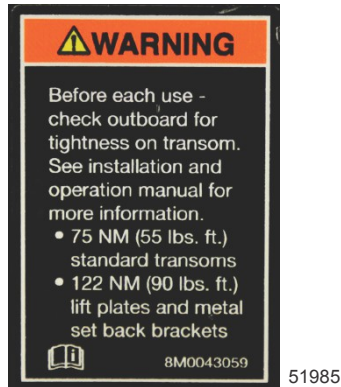 WARNING
Before each use -
check outboard for
tightness on transom.
See installation and
operation manual for
more information.
• 75 NM (55 lbs. ft.)
standard transoms
• 122 NM (90 lbs. ft.)
lift plates and metal
set back brackets
8M0043059
51985